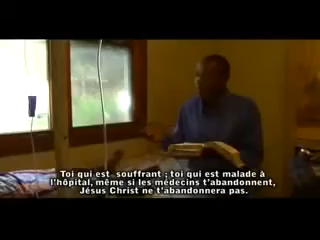 Toi qui est souffrant ; toi qui est malade à
l'hôpital, même si les médecins t'abandonnent,
Jésus Christ ne t'abandonnera pas.